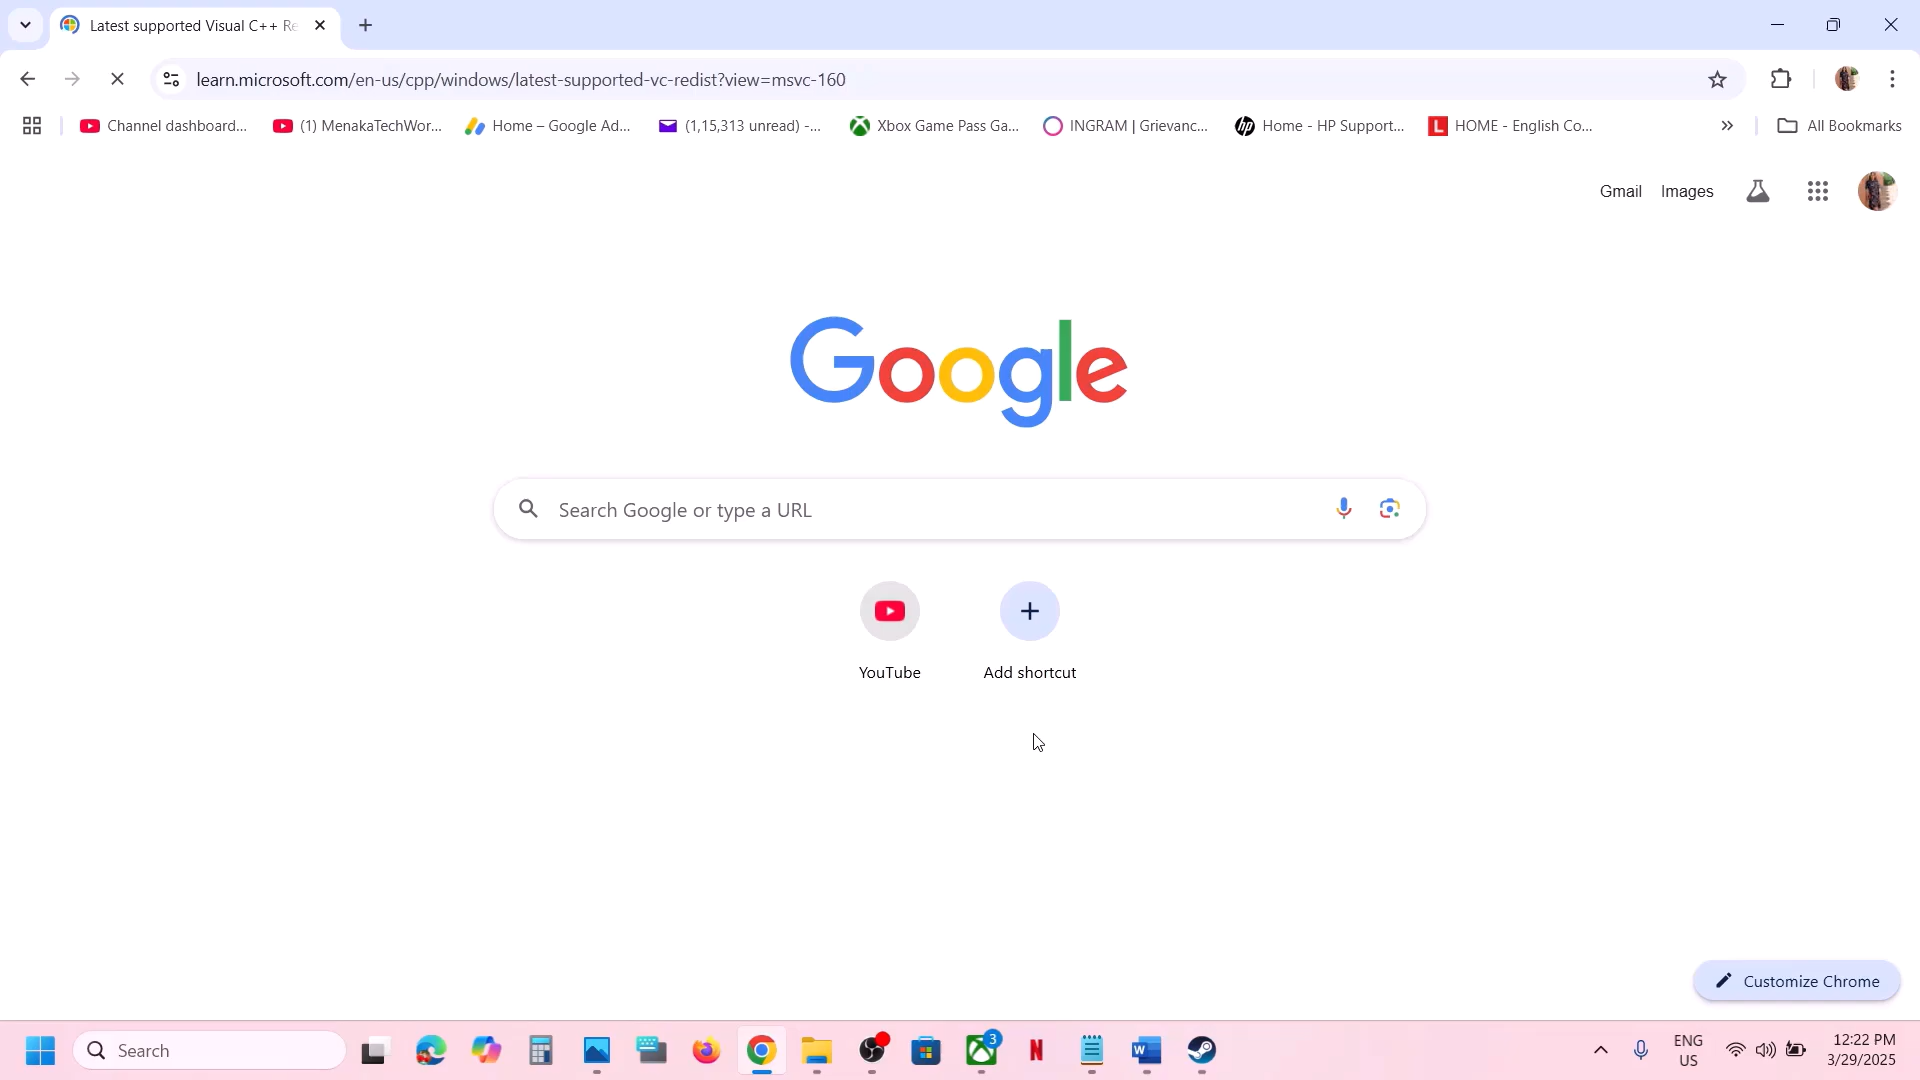 Latest supported Visual C++ Re
learn.microsoft.com/en-us/cpp/windows/latest-supported-vc-redist?view=msvc-160
Channel dashboard...
(1) MenakaTechWor...
Home – Google Ad...
(1,15,313 unread) -...
Xbox Game Pass Ga...
INGRAM | Grievanc...
hp
Home - HP Support...
L
HOME - English Co...
All Bookmarks
Gmail
Images
Google
Search Google or type a URL
YouTube
Add shortcut
Customize Chrome
Search
3
N
W
ENG
US
12:22 PM
3/29/2025